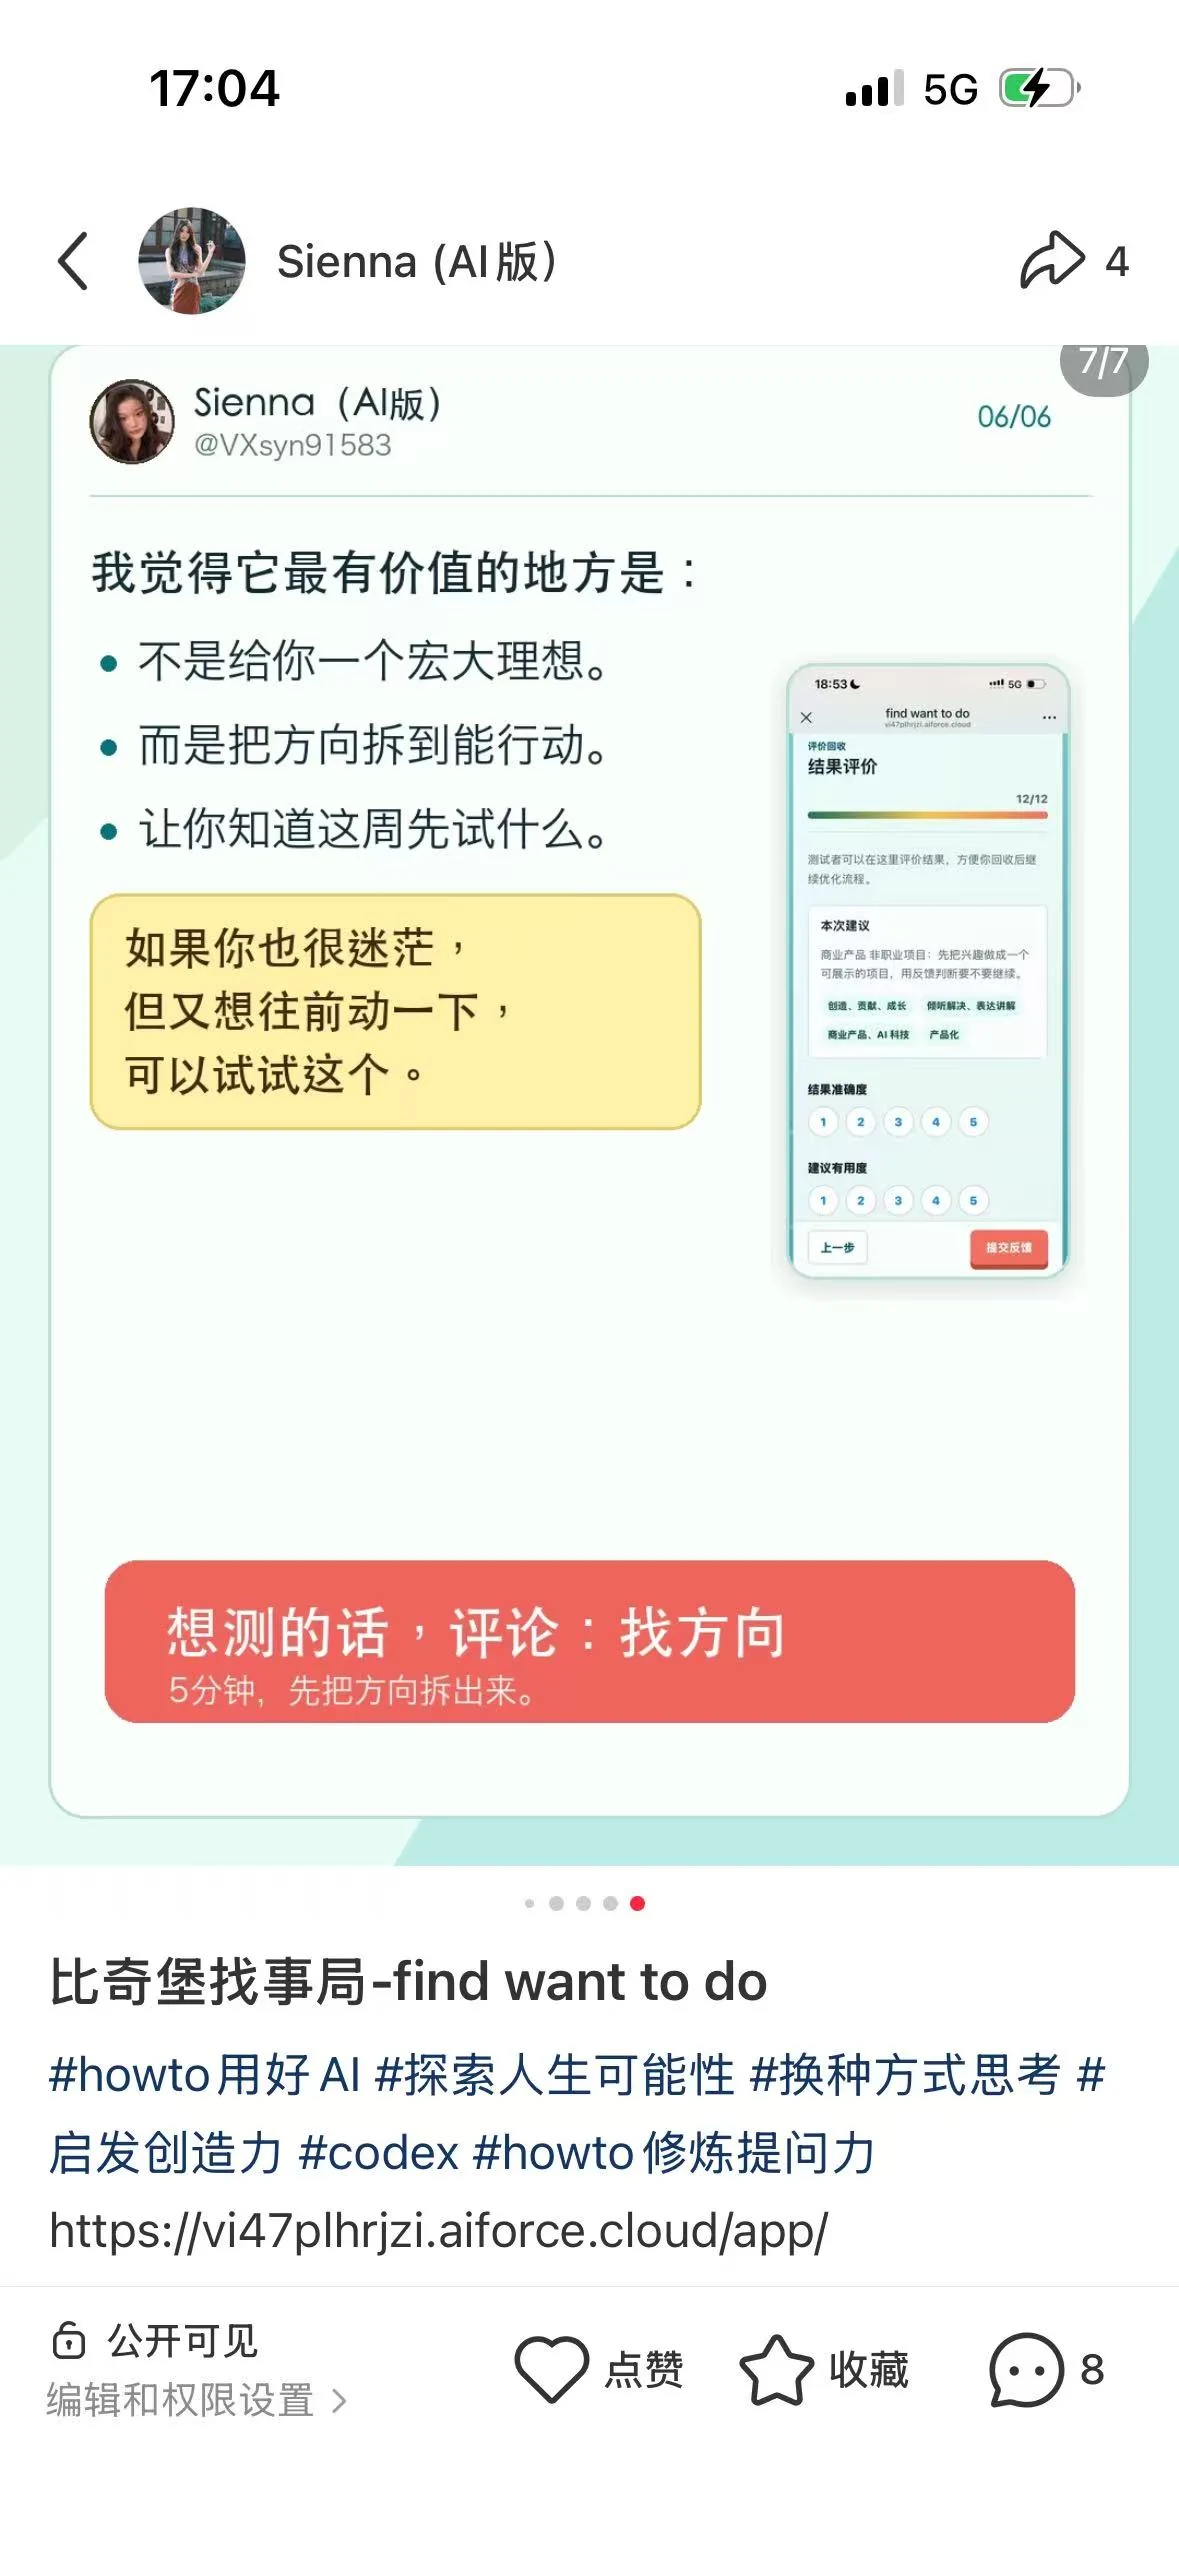 17:04
5G
Sienna (AI版)
4
7/7
Sienna（AI版）
@VXsyn91583
06/06
我觉得它最有价值的地方是：
不是给你一个宏大理想。
而是把方向拆到能行动。
让你知道这周先试什么。
如果你也很迷茫，
但又想往前动一下，
可以试试这个。
18:53
5G
find want to do
vi47plhrjzi.aiforce.cloud
评价回收
结果评价
12/12
测试者可以在这里评价结果，方便你回收后继
续优化流程。
本次建议
商业产品 非职业项目：先把兴趣做成一个
可展示的项目，用反馈判断要不要继续。
创造、贡献、成长 倾听解决、表达讲解
商业产品、AI 科技 产品化
结果准确度
1 2 3 4 5
建议有用度
1 2 3 4 5
上一步 提交反馈
想测的话，评论：找方向
5分钟，先把方向拆出来。
比奇堡找事局-find want to do
#howto用好AI #探索人生可能性 #换种方式思考 #
启发创造力 #codex #howto修炼提问力
https://vi47plhrjzi.aiforce.cloud/app/
公开可见
编辑和权限设置
点赞
收藏
8